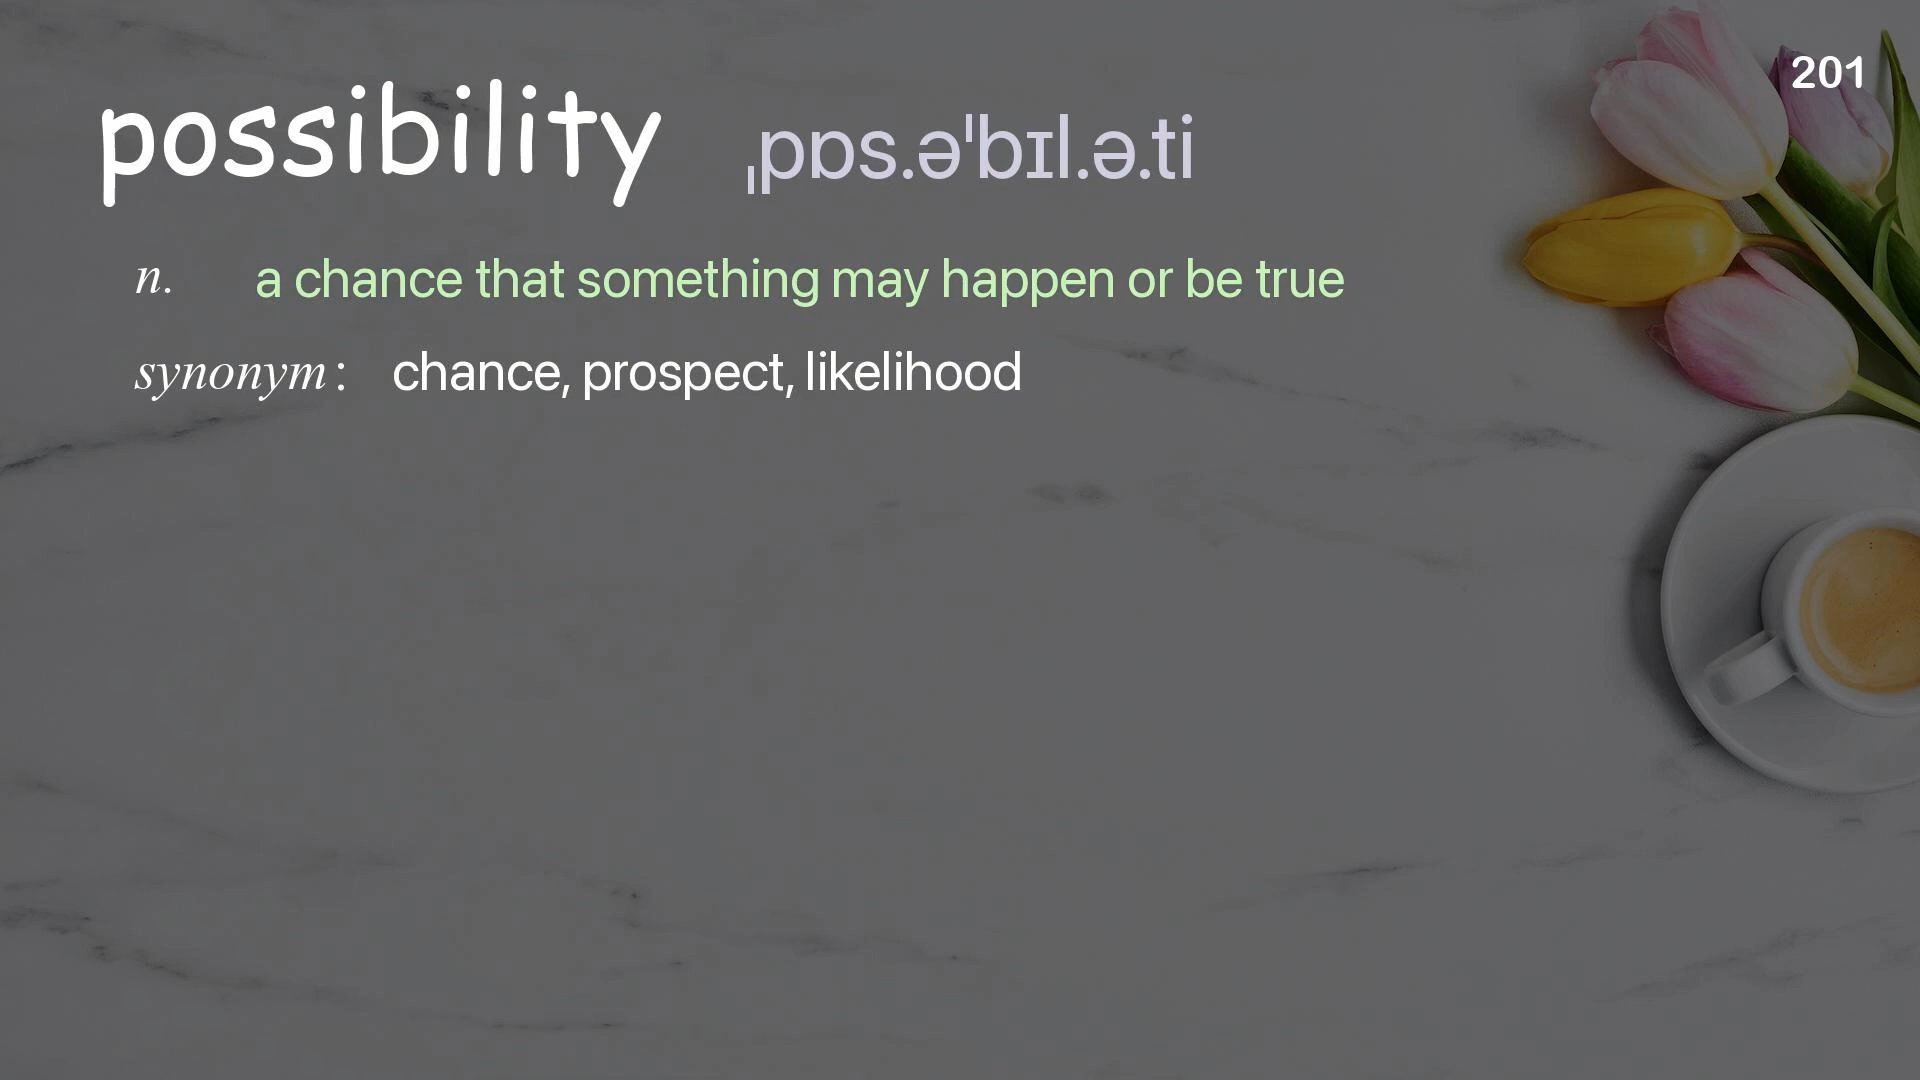 201
possibility ˌpɒs.əˈbɪl.ə.ti
n. a chance that something may happen or be true
synonym : chance, prospect, likelihood